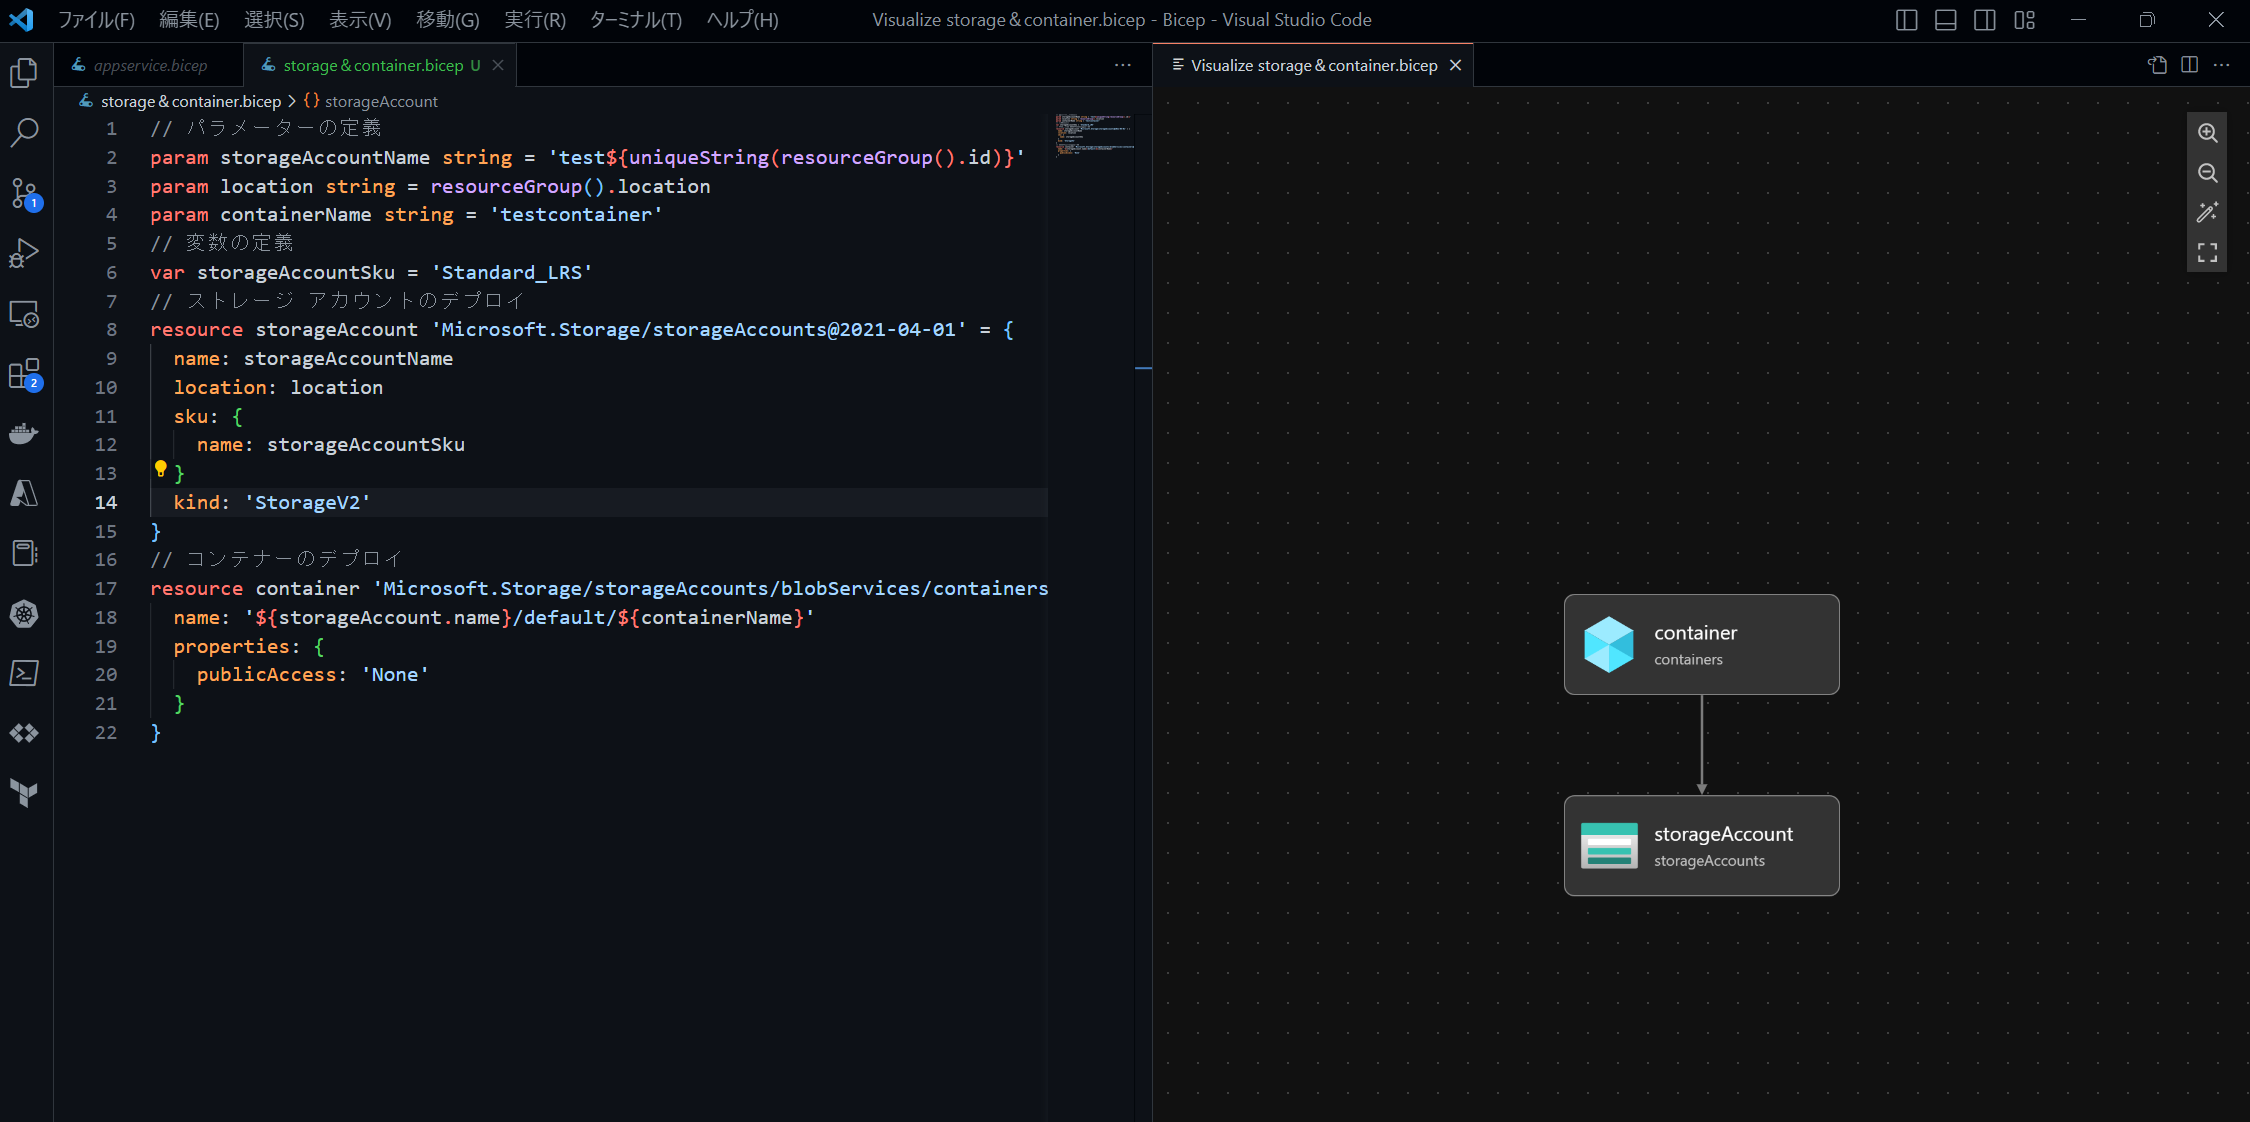 ファイル(F) 編集(E) 選択(S) 表示(V) 移動(G) 実行(R) ターミナル(T) ヘルプ(H) Visualize storage&container.bicep - Bicep - Visual Studio Code
appservice.bicep storage&container.bicep U
Visualize storage&container.bicep
storage&container.bicep > {} storageAccount
1 // パラメーターの定義
2 param storageAccountName string = 'test${uniqueString(resourceGroup().id)}'
3 param location string = resourceGroup().location
4 param containerName string = 'testcontainer'
5 // 変数の定義
6 var storageAccountSku = 'Standard_LRS'
7 // ストレージ アカウントのデプロイ
8 resource storageAccount 'Microsoft.Storage/storageAccounts@2021-04-01' = {
9 name: storageAccountName
10 location: location
11 sku: {
12 name: storageAccountSku
13 }
14 kind: 'StorageV2'
15 }
16 // コンテナーのデプロイ
17 resource container 'Microsoft.Storage/storageAccounts/blobServices/containers
18 name: '${storageAccount.name}/default/${containerName}'
19 properties: {
20 publicAccess: 'None'
21 }
22 }
1
2
container
containers
storageAccount
storageAccounts